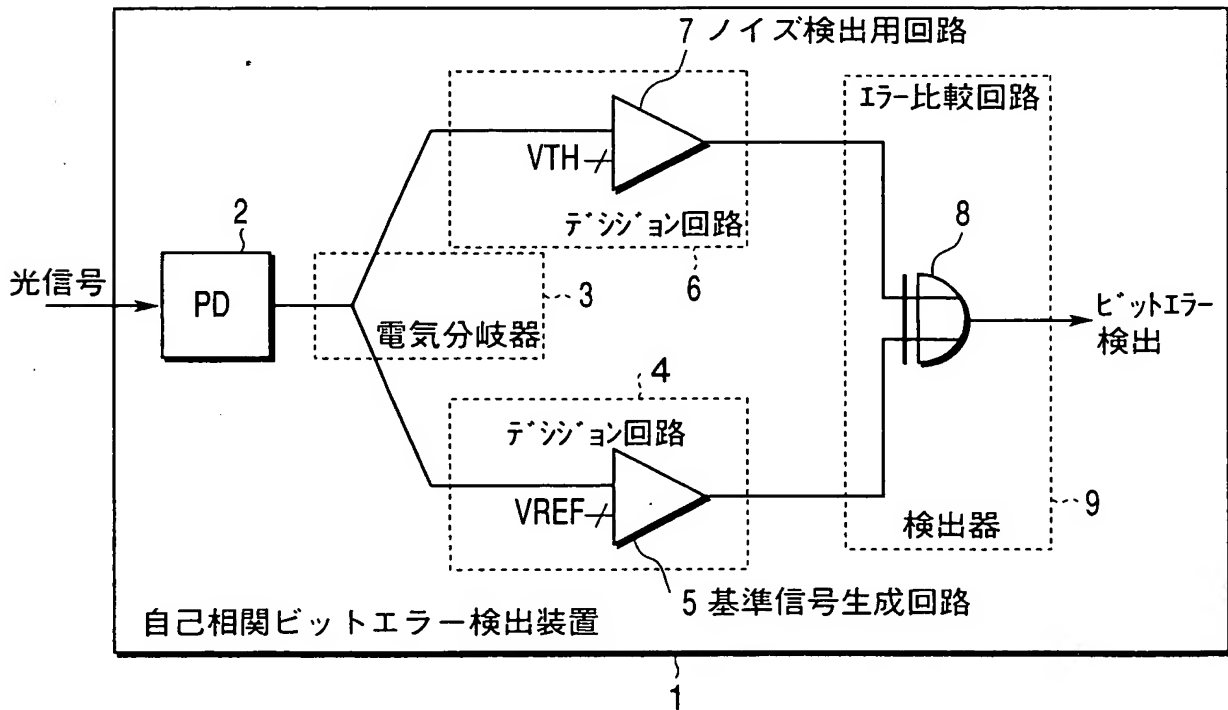 7 ノイズ検出用回路
エラー比較回路
VTH
デシジョン回路
6
2
光信号
PD
3
電気分岐器
8
ビットエラー
検出
4
デシジョン回路
VREF
検出器
9
5 基準信号生成回路
自己相関ビットエラー検出装置
1